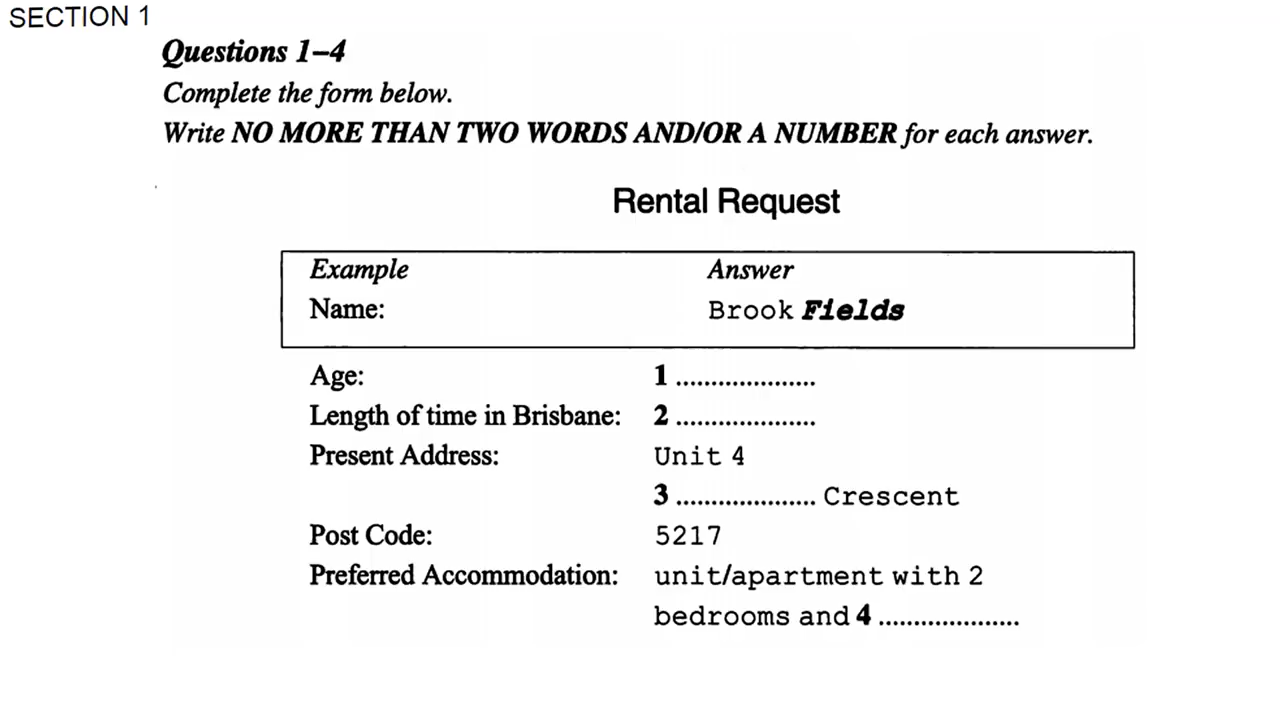 SECTION 1
Questions 1–4
Complete the form below.
Write NO MORE THAN TWO WORDS AND/OR A NUMBER for each answer.
Rental Request
Example Answer
Name: Brook Fields
Age: 1 ....................
Length of time in Brisbane: 2 ....................
Present Address: Unit 4
3 .................... Crescent
Post Code: 5217
Preferred Accommodation: unit/apartment with 2
bedrooms and 4 ....................